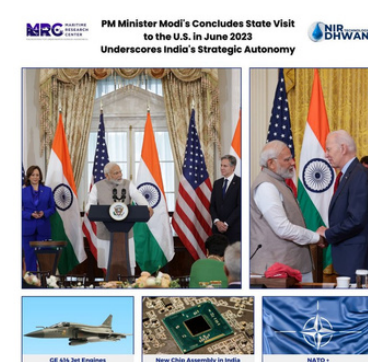 MRC MARITIME RESEARCH CENTER
PM Minister Modi's Concludes State Visit
to the U.S. in June 2023
Underscores India's Strategic Autonomy
NIR
DHWANI
GE 414 Jet Engines
New Chip Assembly in India
NATO +